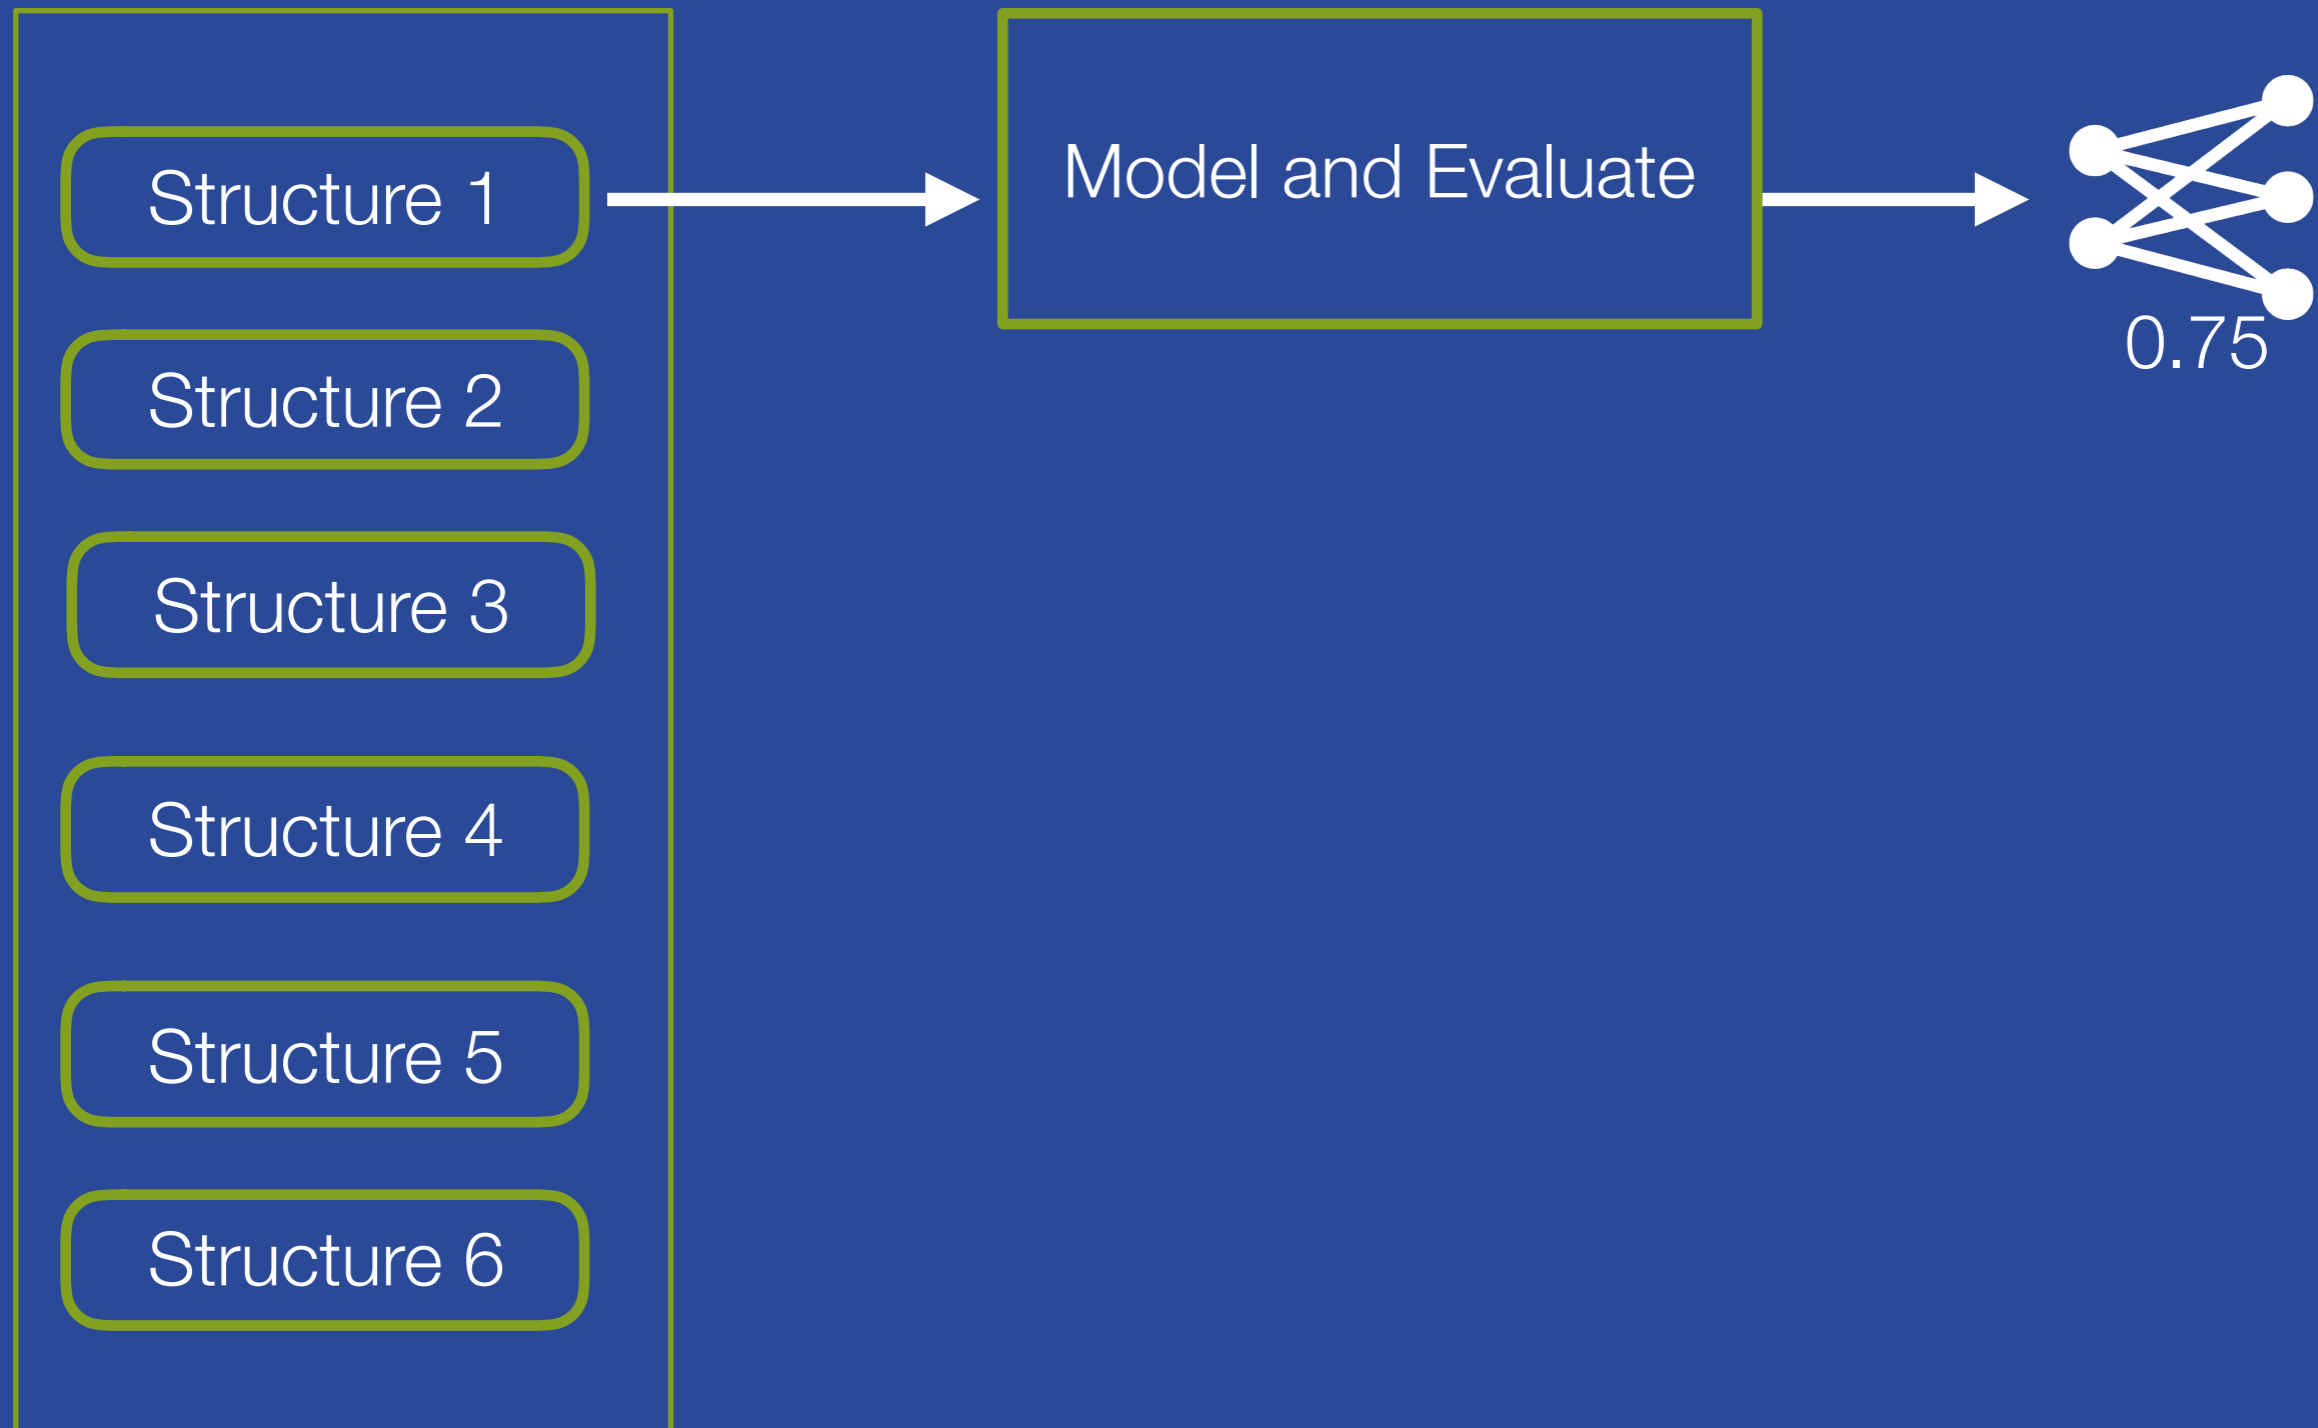 Structure 1
Model and Evaluate
0.75
Structure 2
Structure 3
Structure 4
Structure 5
Structure 6